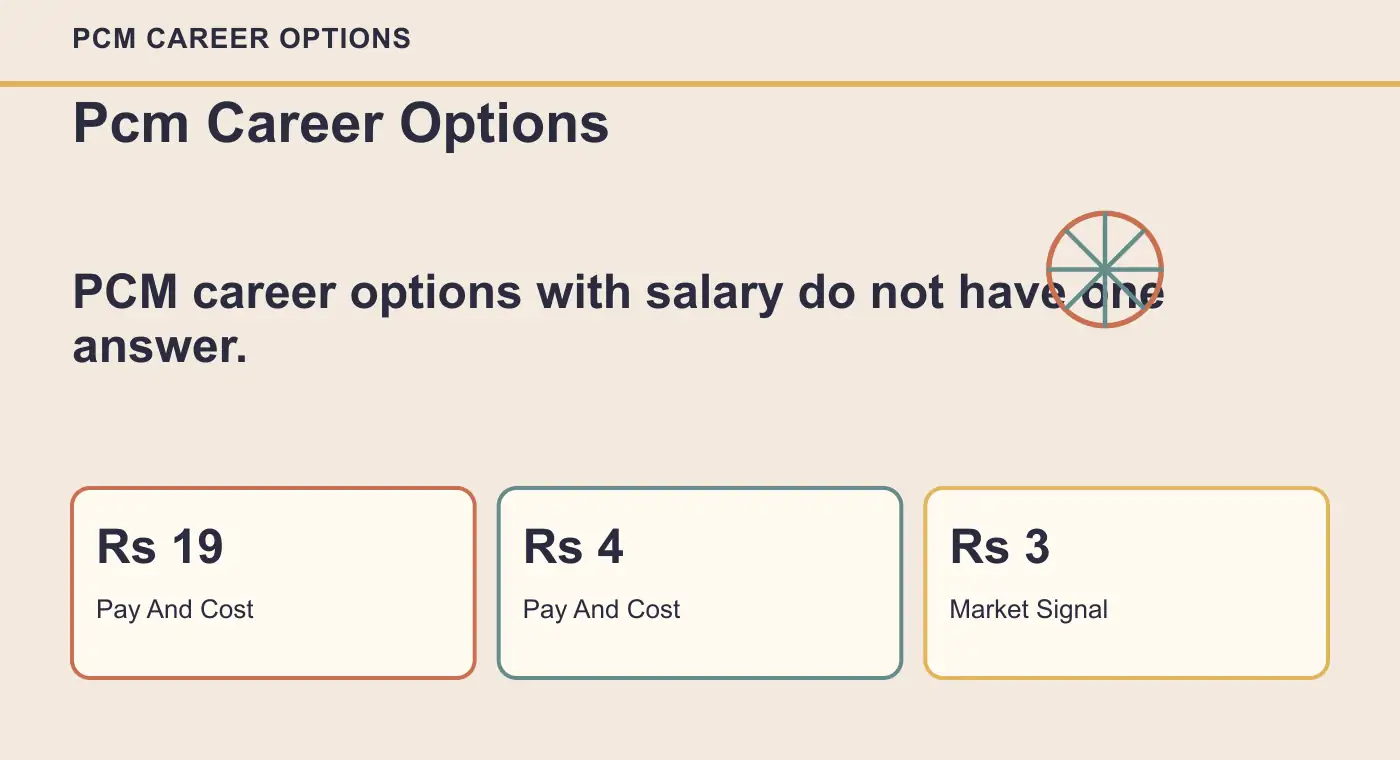 PCM CAREER OPTIONS
Pcm Career Options
PCM career options with salary do not have one
answer.
Rs 19
Pay And Cost
Rs 4
Pay And Cost
Rs 3
Market Signal